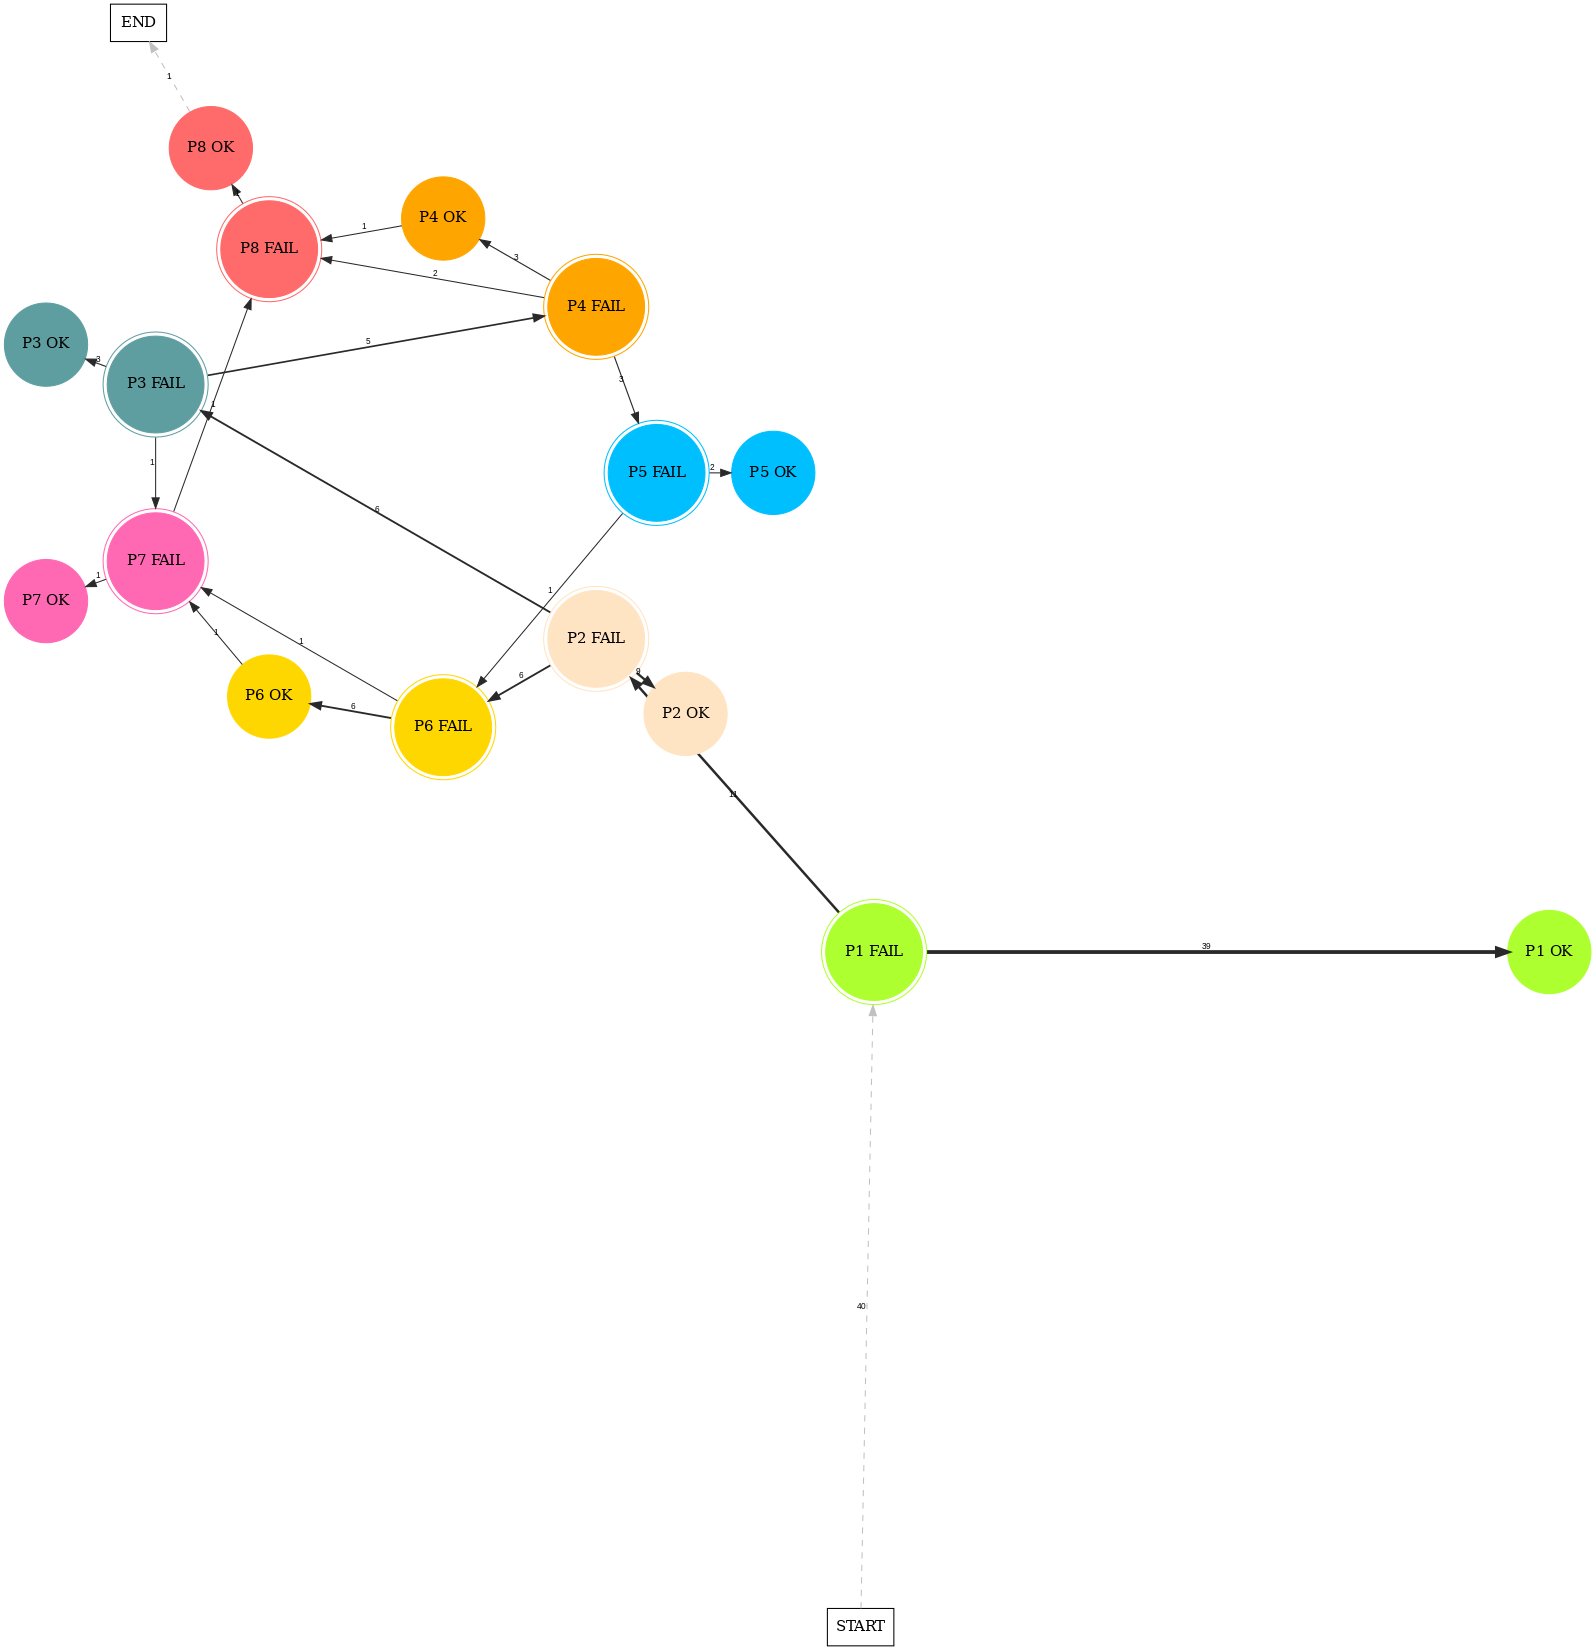 END
1
P8 OK
P4 OK
1
P8 FAIL
3
2
P4 FAIL
P3 OK
3
P3 FAIL
5
3
1
1
P5 FAIL
2
P5 OK
6
P7 FAIL
1
P7 OK
1
1
1
P2 FAIL
9
6
P6 OK
6
P6 FAIL
P2 OK
11
P1 FAIL
39
P1 OK
40
START